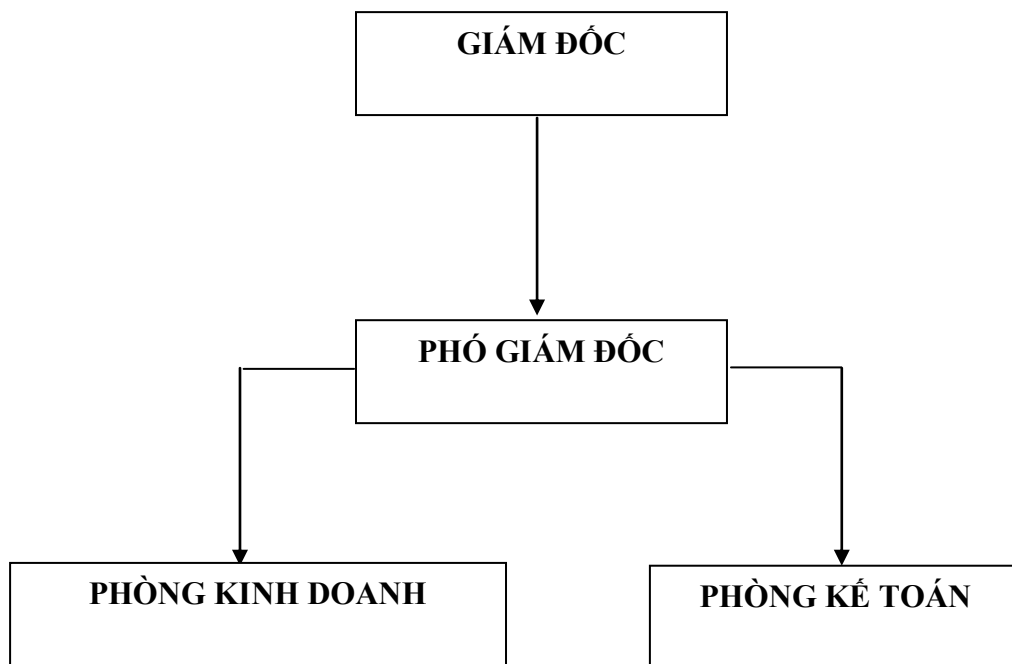 GIÁM ĐỐC
PHÓ GIÁM ĐỐC
PHÒNG KINH DOANH
PHÒNG KẾ TOÁN